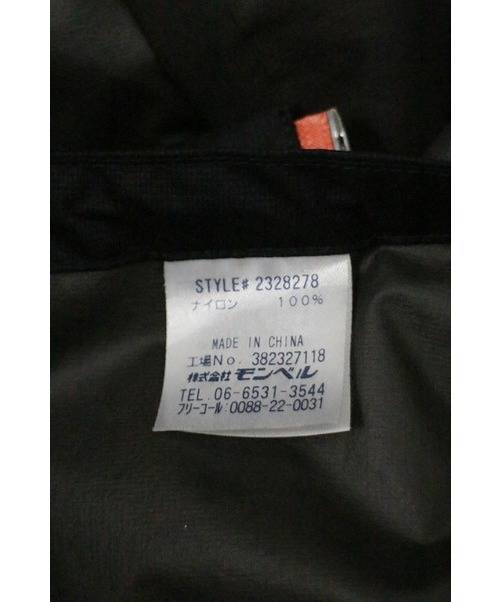 STYLE# 2328278
ナイロン 100%
MADE IN CHINA
工場No. 382327118
株式会社 モンベル
TEL. 06-6531-3544
フリーコール:0088-22-0031